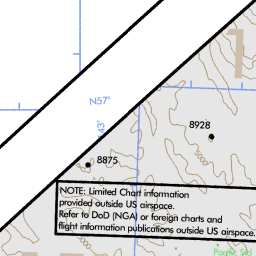 N57°
43°
8928
8875
NOTE: Limited Chart information
provided outside US airspace.
Refer to DoD (NGA) or foreign charts and
flight information publications outside US airspace.